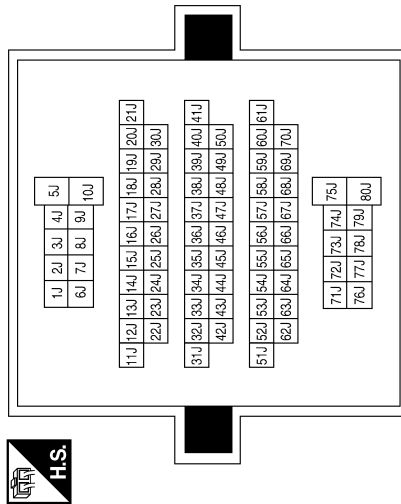 1J 2J 3J 4J 5J
6J 7J 8J 9J 10J
11J 12J 13J 14J 15J 16J 17J 18J 19J 20J 21J
22J 23J 24J 25J 26J 27J 28J 29J 30J
31J 32J 33J 34J 35J 36J 37J 38J 39J 40J 41J
42J 43J 44J 45J 46J 47J 48J 49J 50J
51J 52J 53J 54J 55J 56J 57J 58J 59J 60J 61J
62J 63J 64J 65J 66J 67J 68J 69J 70J
71J 72J 73J 74J 75J
76J 77J 78J 79J 80J
H.S.